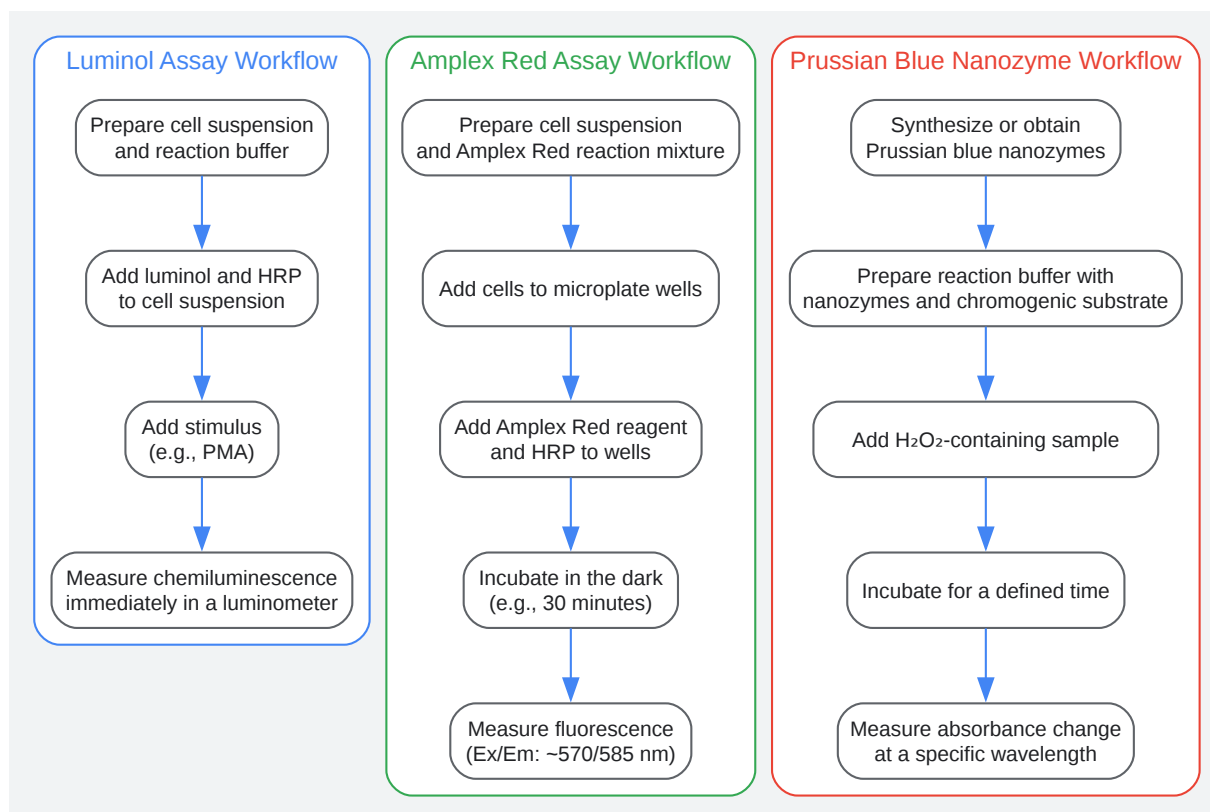 Luminol Assay Workflow
Prepare cell suspension
and reaction buffer
Add luminol and HRP
to cell suspension
Add stimulus
(e.g., PMA)
Measure chemiluminescence
immediately in a luminometer
Amplex Red Assay Workflow
Prepare cell suspension
and Amplex Red reaction mixture
Add cells to microplate wells
Add Amplex Red reagent
and HRP to wells
Incubate in the dark
(e.g., 30 minutes)
Measure fluorescence
(Ex/Em: ~570/585 nm)
Prussian Blue Nanozyme Workflow
Synthesize or obtain
Prussian blue nanozymes
Prepare reaction buffer with
nanozymes and chromogenic substrate
Add H₂O₂-containing sample
Incubate for a defined time
Measure absorbance change
at a specific wavelength